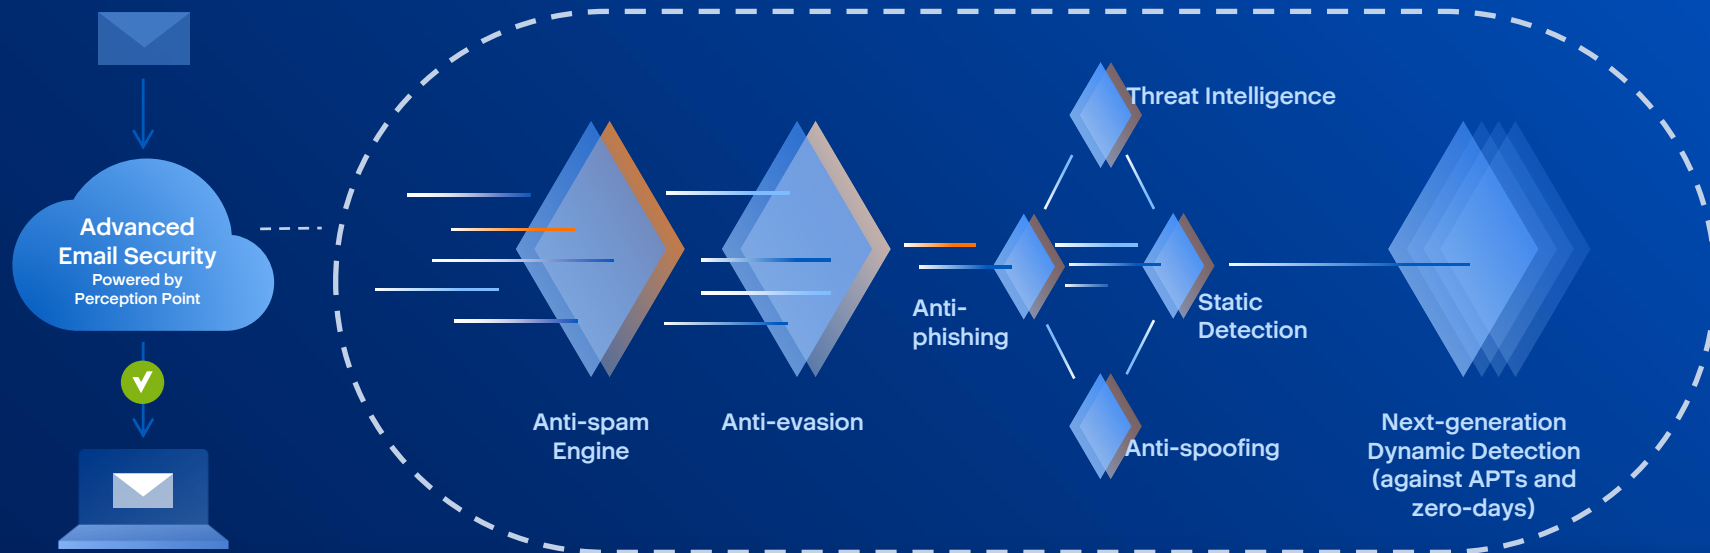 Advanced
Email Security
Powered by
Perception Point
Anti-spam
Engine
Anti-evasion
Anti-
phishing
Threat Intelligence
Static
Detection
Anti-spoofing
Next-generation
Dynamic Detection
(against APTs and
zero-days)